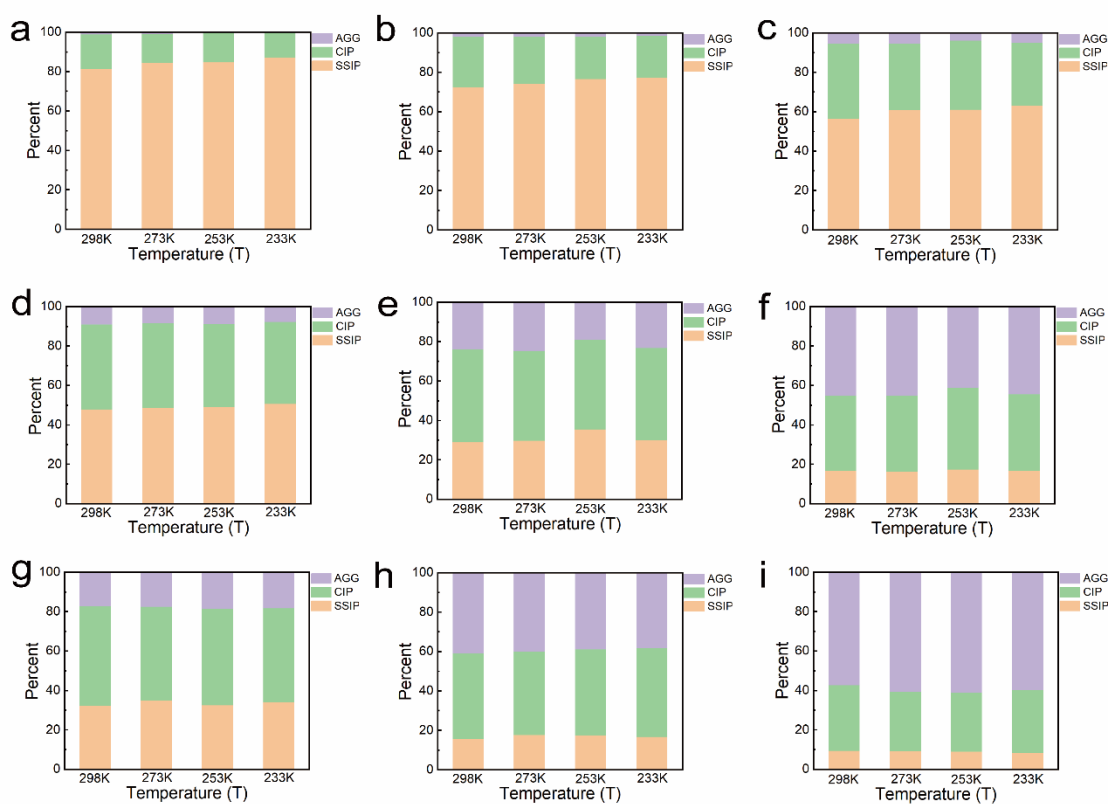 a
100
80
60
40
20
0
Percent
298K 273K 253K 233K
Temperature (T)
AGG
CIP
SSIP
b
100
80
60
40
20
0
Percent
298K 273K 253K 233K
Temperature (T)
AGG
CIP
SSIP
c
100
80
60
40
20
0
Percent
298K 273K 253K 233K
Temperature (T)
AGG
CIP
SSIP
d
100
80
60
40
20
0
Percent
298K 273K 253K 233K
Temperature (T)
AGG
CIP
SSIP
e
100
80
60
40
20
0
Percent
298K 273K 253K 233K
Temperature (T)
AGG
CIP
SSIP
f
100
80
60
40
20
0
Percent
298K 273K 253K 233K
Temperature (T)
AGG
CIP
SSIP
g
100
80
60
40
20
0
Percent
298K 273K 253K 233K
Temperature (T)
AGG
CIP
SSIP
h
100
80
60
40
20
0
Percent
298K 273K 253K 233K
Temperature (T)
AGG
CIP
SSIP
i
100
80
60
40
20
0
Percent
298K 273K 253K 233K
Temperature (T)
AGG
CIP
SSIP